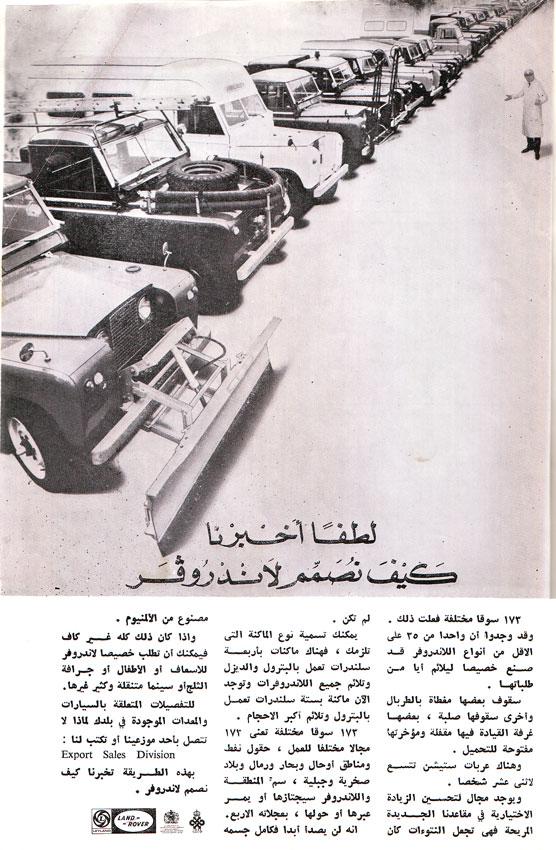 لطفًا أخبرنا
كيف نصمم لاندروڤر
١٧٣ سوقا مختلفة فعلت ذلك .
وقد وجدوا أن واحدا من ٣٥ على
الاقل من أنواع اللاندروفر قد
صنع خصيصا ليلائم أيا من
طلباتها .
سقوف بعضها مغطاة بالطربال
وأخرى سقوفها صلبة ، بعضها
غرفة القيادة فيها مقفلة ومؤخرتها
مفتوحة للتحميل .
وهناك عربات ستيشن تتسع
لاثنى عشر شخصا .
ويوجد مجال لتحسين الزيادة
الاختيارية في مقاعدنا الجديدة
المريحة فهى تجعل النتوءات كان
لم تكن .
يمكنك تسمية نوع الماكنة التى
تلزمك ، فهناك ماكنات بأربعة
سلندرات تعمل بالبترول والديزل
وتلائم جميع اللاندروفرات وتوجد
الآن ماكنة بستة سلندرات تعمل
بالبترول وتلائم أكبر الاحجام .
١٧٣ سوقا مختلفة تعنى ١٧٣
مجالا مختلفا للعمل ، حقول نفط
ومناطق أوحال وبحار ورمال وبلاد
صخرية وجبلية ، سم المنطقة
واللاندروفر سيجتازها أو يمر
عبرها أو حولها ، بعجلاته الاربع.
انه لن يصدأ أبدا فكامل جسمه
مصنوع من الألمنيوم .
واذا كان ذلك كله غير كاف
فيمكنك أن تطلب خصيصا لاندروفر
للاسعاف أو الأطفال أو جرافة
الثلج أو سينما متنقلة وكثير غيرها.
للتفصيلات المتعلقة بالسيارات
والمعدات الموجودة في بلدك لماذا لا
تتصل بأحد موزعينا أو تكتب لنا :
Export Sales Division
بهذه الطريقة تخبرنا كيف
نصمم لاندروفر .
LEYLAND
LAND-ROVER